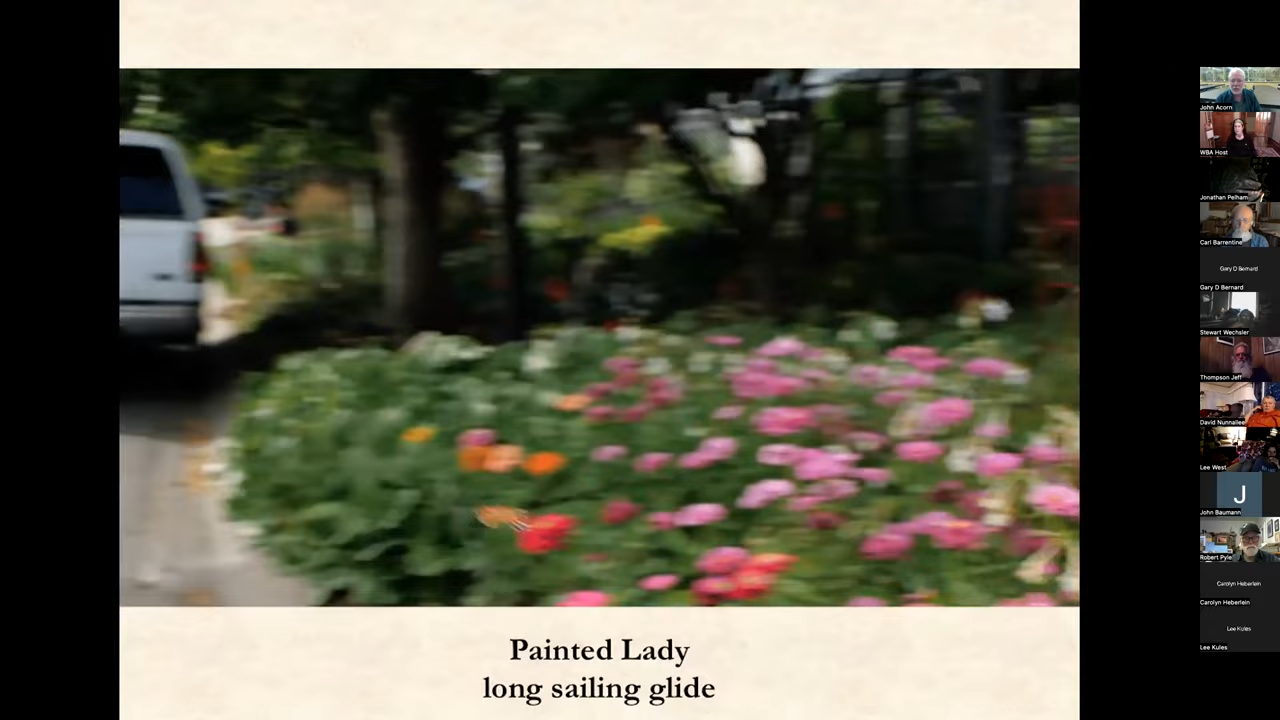 Painted Lady
long sailing glide
John Acorn
WBA Host
Jonathan Pelham
Carl Barrentine
Gary D Bernard
Gary D Bernard
Stewart Wechsler
Thompson Jeff
David Nunnallee
Lee West
J
John Baumann
Robert Pyle
Carolyn Heberlein
Carolyn Heberlein
Lee Kules
Lee Kules